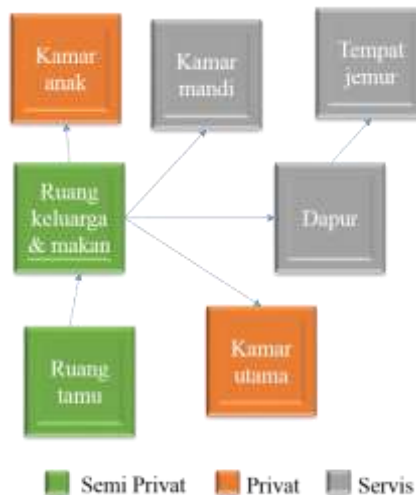 Kamar
anak
Kamar
mandi
Tempat
jemur
Ruang
keluarga
& makan
Dapur
Ruang
tamu
Kamar
utama
Semi Privat
Privat
Servis